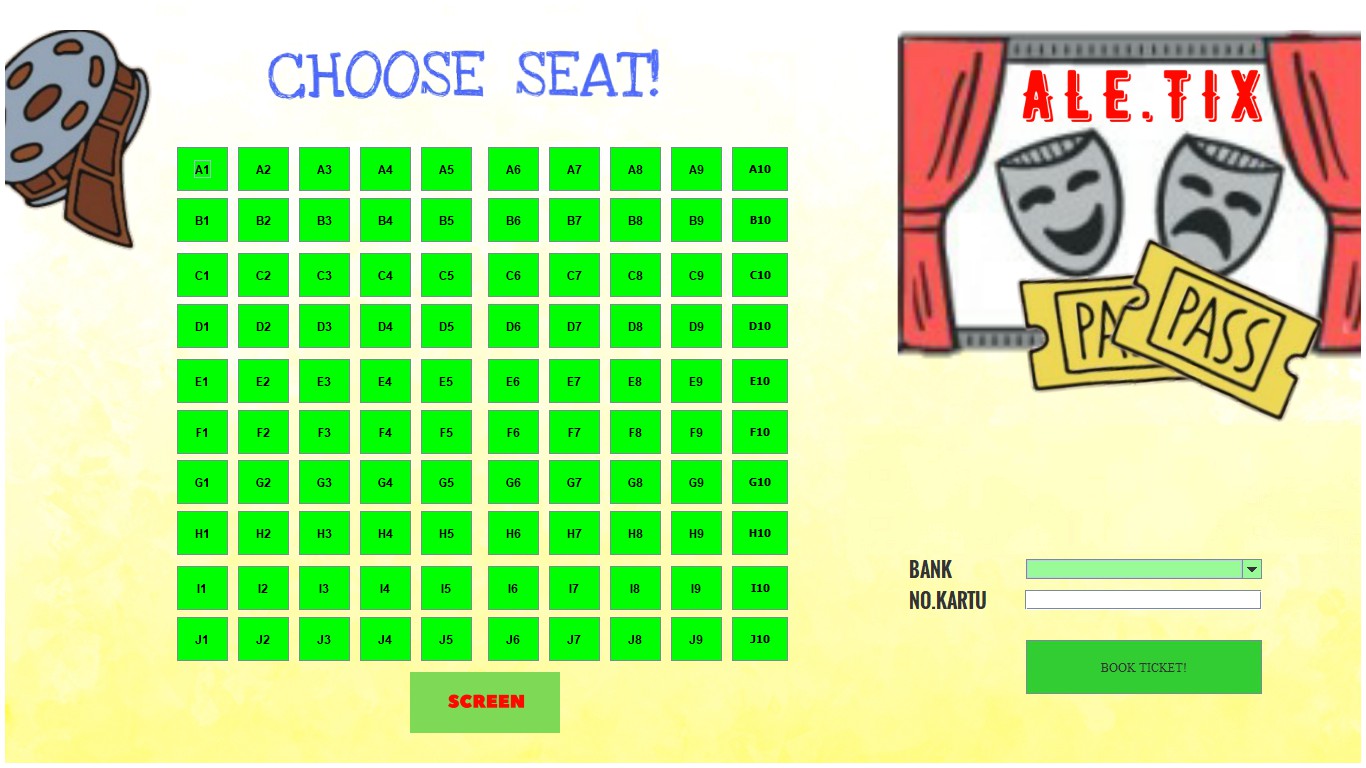 CHOOSE SEAT!
ALE.TIX
A1 A2 A3 A4 A5 A6 A7 A8 A9 A10
B1 B2 B3 B4 B5 B6 B7 B8 B9 B10
C1 C2 C3 C4 C5 C6 C7 C8 C9 C10
D1 D2 D3 D4 D5 D6 D7 D8 D9 D10
E1 E2 E3 E4 E5 E6 E7 E8 E9 E10
F1 F2 F3 F4 F5 F6 F7 F8 F9 F10
G1 G2 G3 G4 G5 G6 G7 G8 G9 G10
H1 H2 H3 H4 H5 H6 H7 H8 H9 H10
I1 I2 I3 I4 I5 I6 I7 I8 I9 I10
J1 J2 J3 J4 J5 J6 J7 J8 J9 J10
SCREEN
PA
PASS
BANK
NO.KARTU
BOOK TICKET!